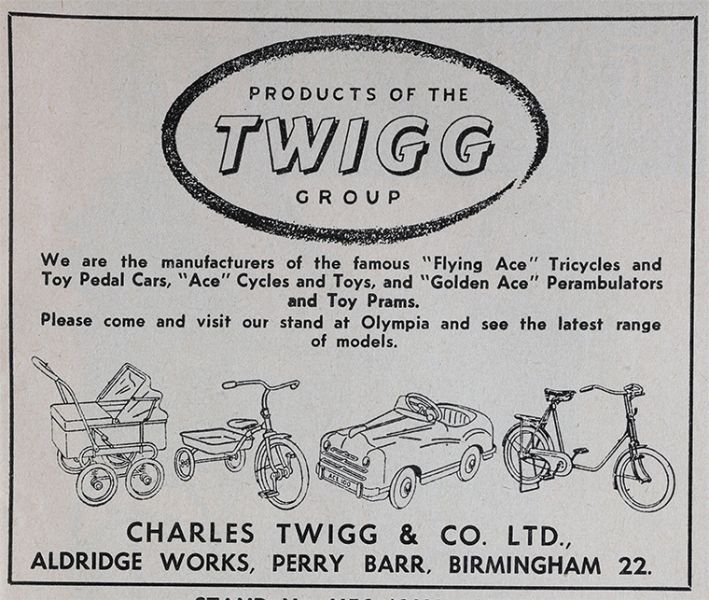 PRODUCTS OF THE
TWIGG
GROUP
We are the manufacturers of the famous "Flying Ace" Tricycles and
Toy Pedal Cars, "Ace" Cycles and Toys, and "Golden Ace" Perambulators
and Toy Prams.
Please come and visit our stand at Olympia and see the latest range
of models.
ACE 100
CHARLES TWIGG & CO. LTD.,
ALDRIDGE WORKS, PERRY BARR, BIRMINGHAM 22.